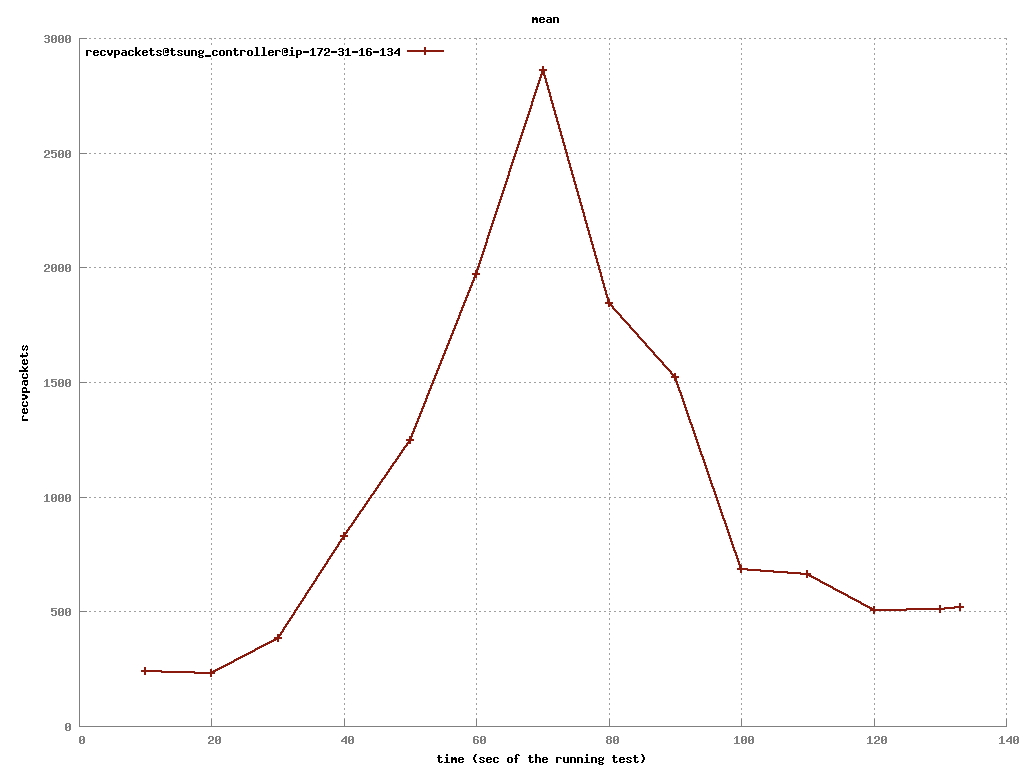 mean
3000
recvpackets@tsung_controller@ip-172-31-16-134
2500
2000
1500
recvpackets
1000
500
0
0 20 40 60 80 100 120 140
time (sec of the running test)